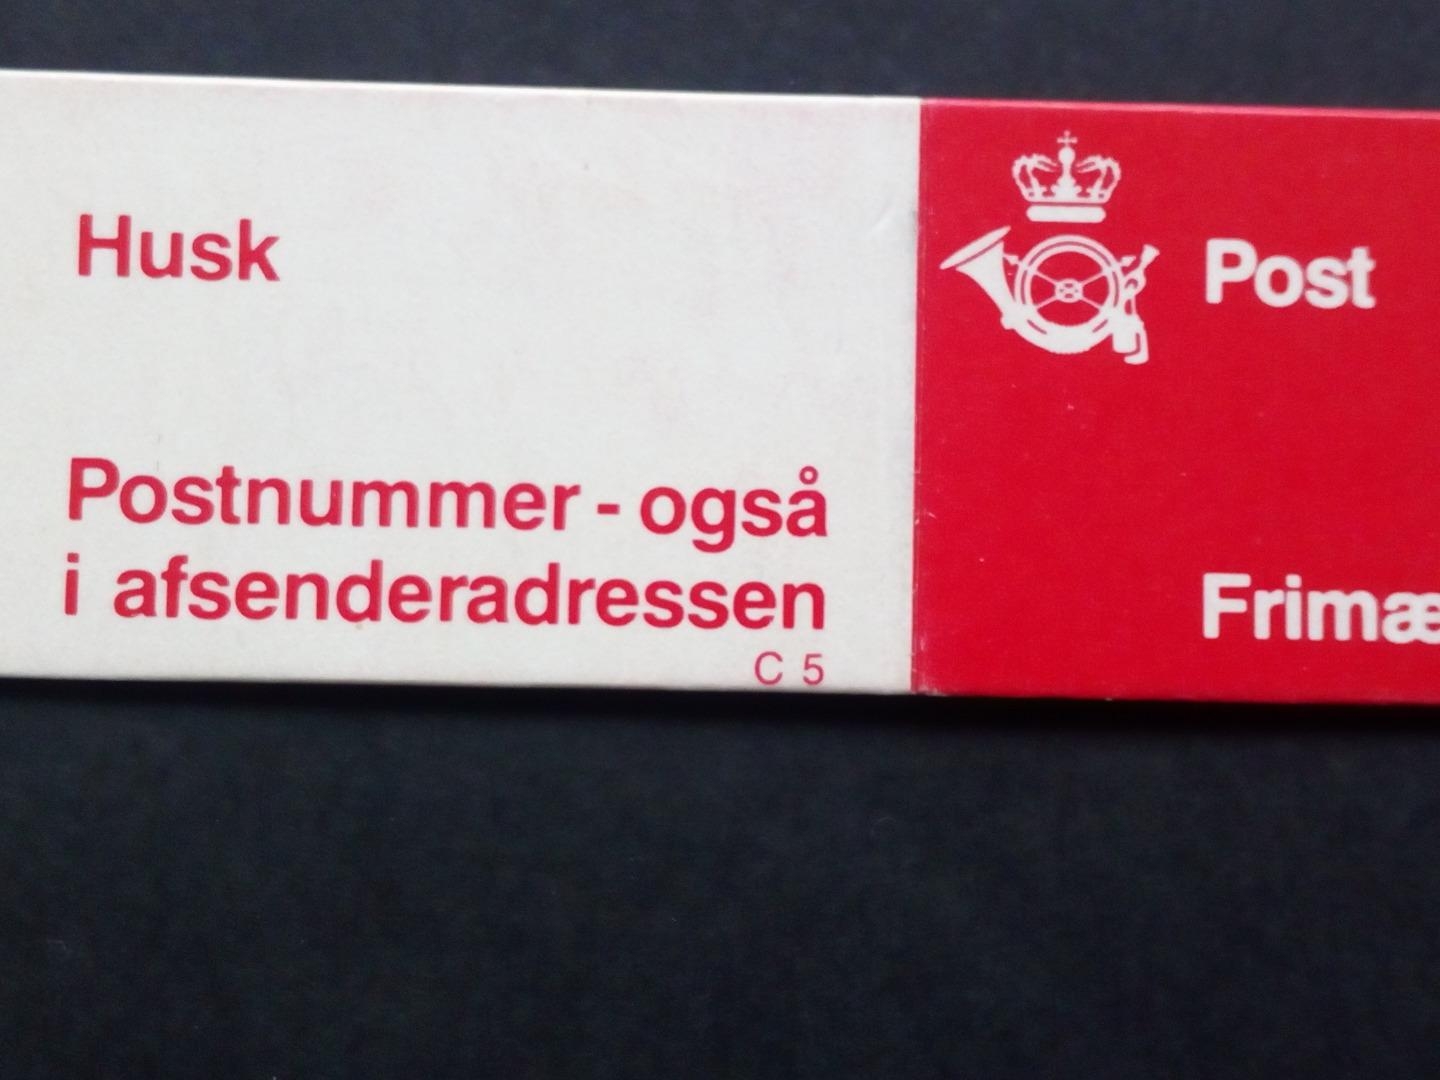 Husk
Postnummer - også
i afsenderadressen
C 5
Post
Frimæ